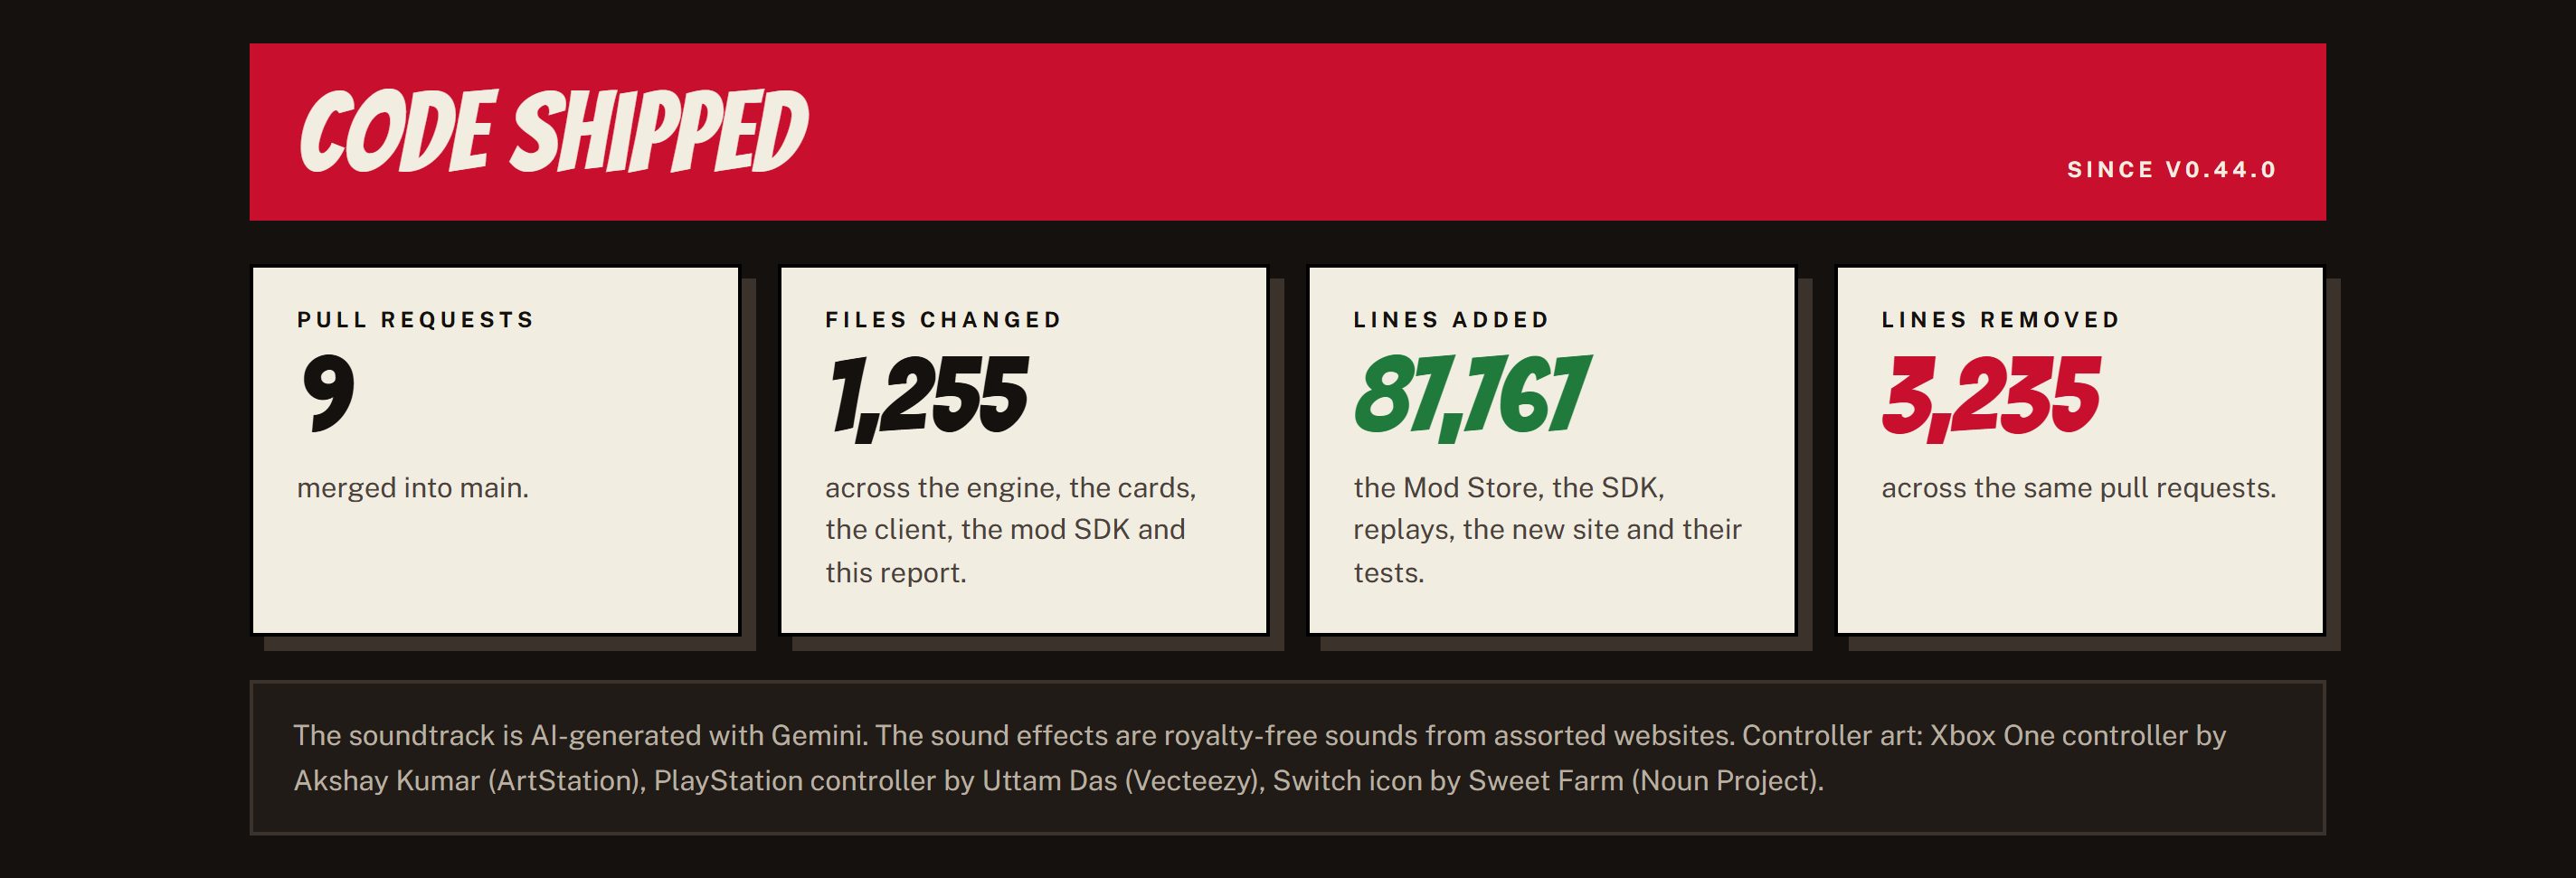 CODE SHIPPED
SINCE V0.44.0
PULL REQUESTS
9
merged into main.
FILES CHANGED
1,255
across the engine, the cards,
the client, the mod SDK and
this report.
LINES ADDED
87,767
the Mod Store, the SDK,
replays, the new site and their
tests.
LINES REMOVED
3,235
across the same pull requests.
The soundtrack is AI-generated with Gemini. The sound effects are royalty-free sounds from assorted websites. Controller art: Xbox One controller by
Akshay Kumar (ArtStation), PlayStation controller by Uttam Das (Vecteezy), Switch icon by Sweet Farm (Noun Project).